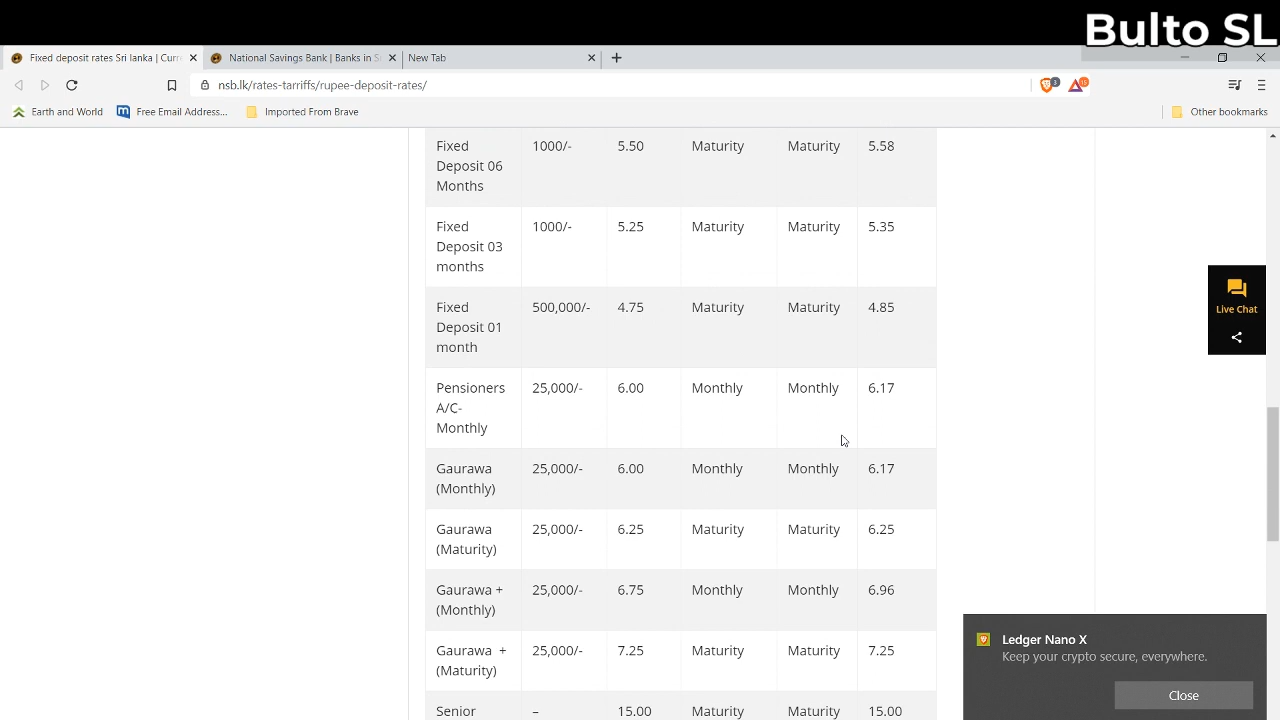 Bulto SL
Fixed deposit rates Sri lanka | Curr
National Savings Bank | Banks in S
New Tab
nsb.lk/rates-tarriffs/rupee-deposit-rates/
3
15
Earth and World
Free Email Address...
Imported From Brave
Other bookmarks
Fixed Deposit 06 Months 1000/- 5.50 Maturity Maturity 5.58
Fixed Deposit 03 months 1000/- 5.25 Maturity Maturity 5.35
Fixed Deposit 01 month 500,000/- 4.75 Maturity Maturity 4.85
Pensioners A/C- Monthly 25,000/- 6.00 Monthly Monthly 6.17
Gaurawa (Monthly) 25,000/- 6.00 Monthly Monthly 6.17
Gaurawa (Maturity) 25,000/- 6.25 Maturity Maturity 6.25
Gaurawa + (Monthly) 25,000/- 6.75 Monthly Monthly 6.96
Gaurawa + (Maturity) 25,000/- 7.25 Maturity Maturity 7.25
Senior – 15.00 Maturity Maturity 15.00
Live Chat
Ledger Nano X
Keep your crypto secure, everywhere.
Close